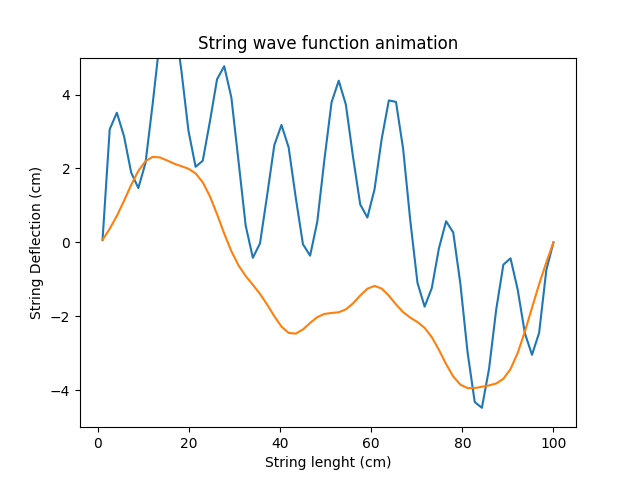 String wave function animation
String Deflection (cm)
4
2
0
−2
−4
0 20 40 60 80 100
String lenght (cm)